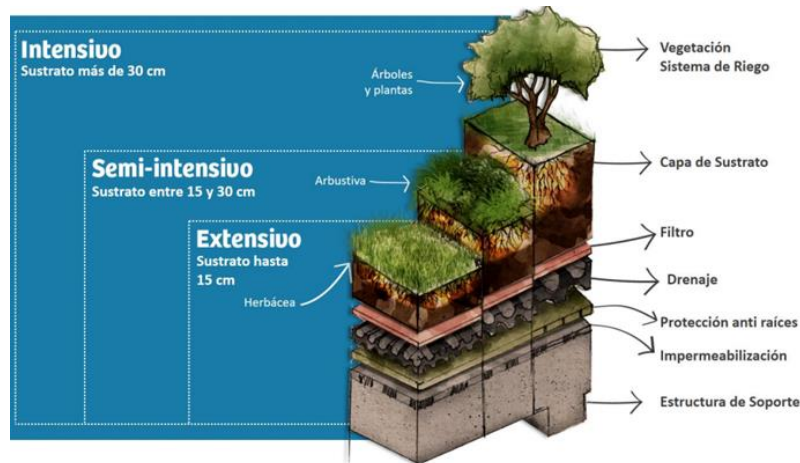 Intensivo
Sustrato más de 30 cm
Árboles
y plantas
Semi-intensivo
Sustrato entre 15 y 30 cm
Arbustiva
Extensivo
Sustrato hasta
15 cm
Herbácea
Vegetación
Sistema de Riego
Capa de Sustrato
Filtro
Drenaje
Protección anti raíces
Impermeabilización
Estructura de Soporte